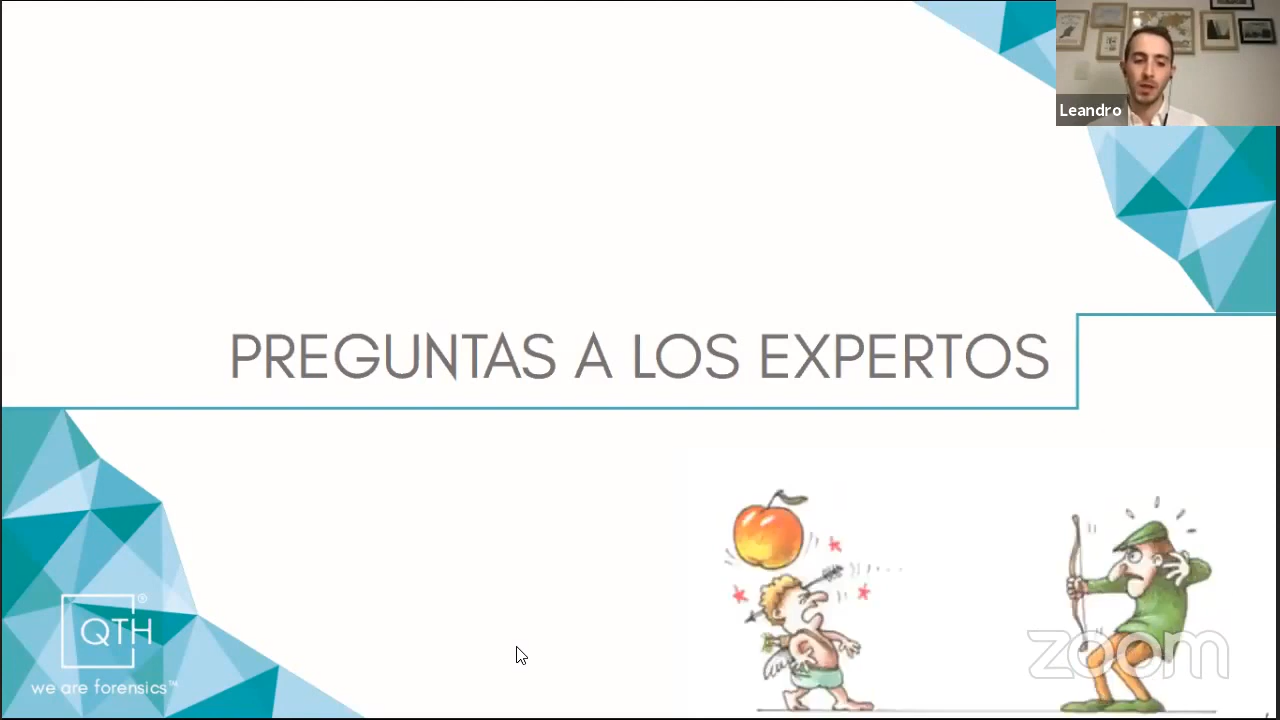 Leandro
PREGUNTAS A LOS EXPERTOS
QTH®
we are forensics™
zoom